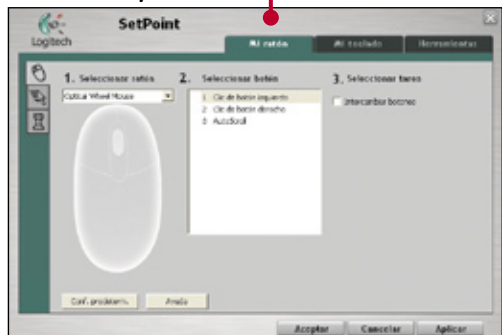 SetPoint
Logitech
Mi ratón
Mi teclado
Herramientas
1. Seleccionar ratón
2. Seleccionar botón
3. Seleccionar tarea
Optical Wheel Mouse
1 Clic de botón izquierdo
2 Clic de botón derecho
3 AutoScroll
Intercambiar botones
Conf. predeterm.
Ayuda
Aceptar
Cancelar
Aplicar